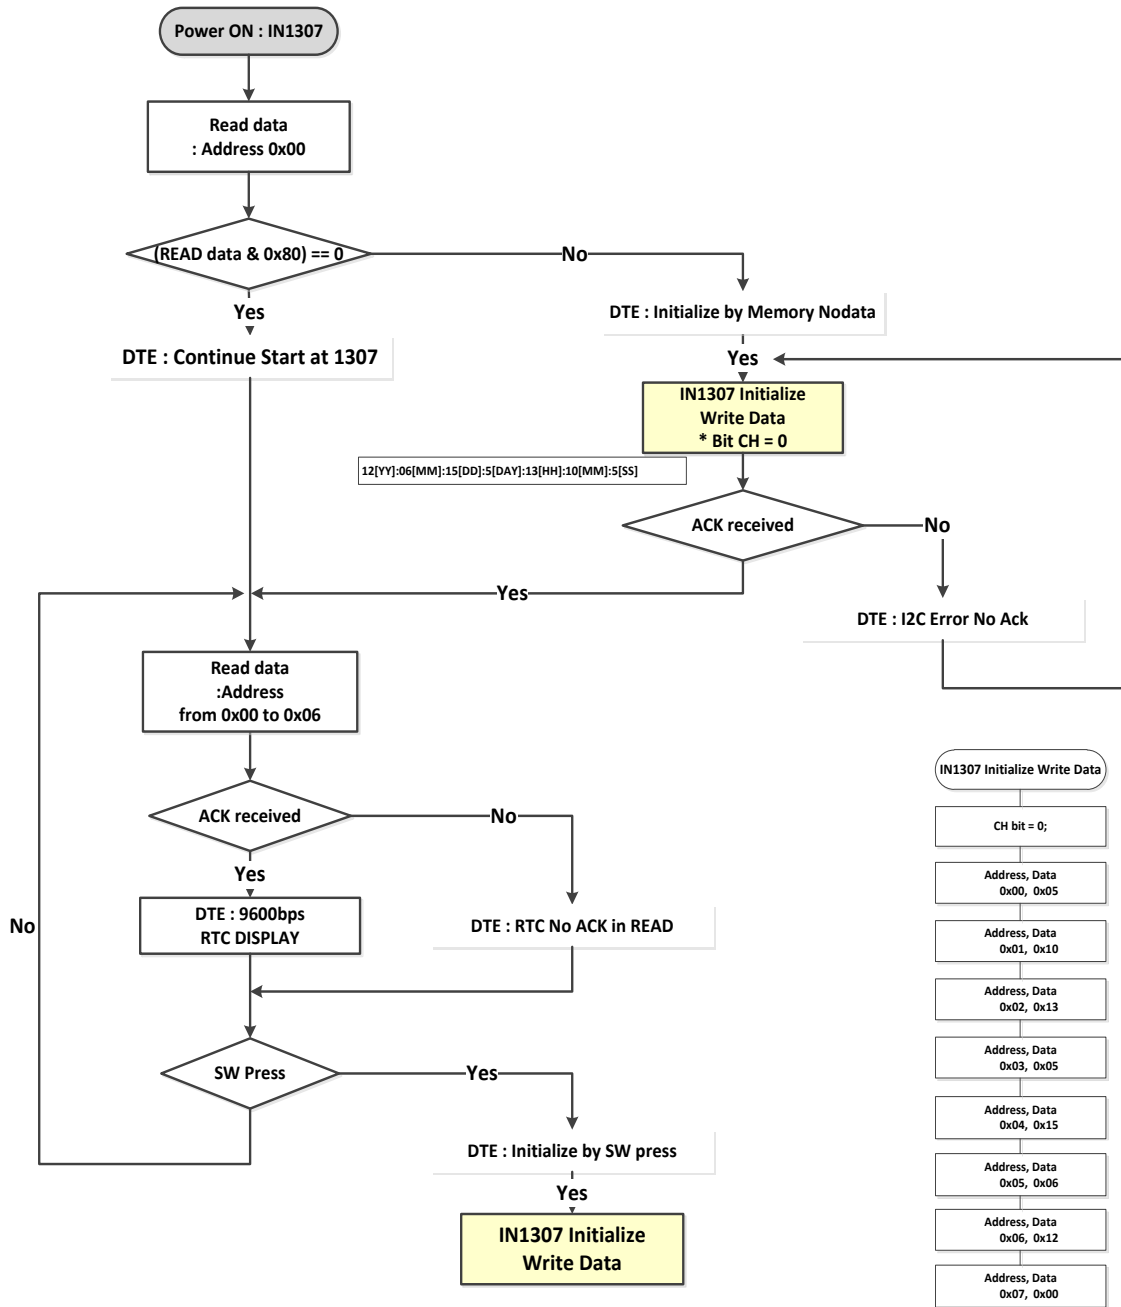 Power ON : IN1307
Read data
: Address 0x00
(READ data & 0x80) == 0
No
Yes
DTE : Initialize by Memory Nodata
DTE : Continue Start at 1307
Yes
IN1307 Initialize
Write Data
* Bit CH = 0
12[YY]:06[MM]:15[DD]:5[DAY]:13[HH]:10[MM]:5[SS]
ACK received
No
Yes
DTE : I2C Error No Ack
Read data
:Address
from 0x00 to 0x06
ACK received
No
Yes
DTE : 9600bps
RTC DISPLAY
DTE : RTC No ACK in READ
No
SW Press
Yes
DTE : Initialize by SW press
Yes
IN1307 Initialize
Write Data
IN1307 Initialize Write Data
CH bit = 0;
Address, Data
0x00, 0x05
Address, Data
0x01, 0x10
Address, Data
0x02, 0x13
Address, Data
0x03, 0x05
Address, Data
0x04, 0x15
Address, Data
0x05, 0x06
Address, Data
0x06, 0x12
Address, Data
0x07, 0x00